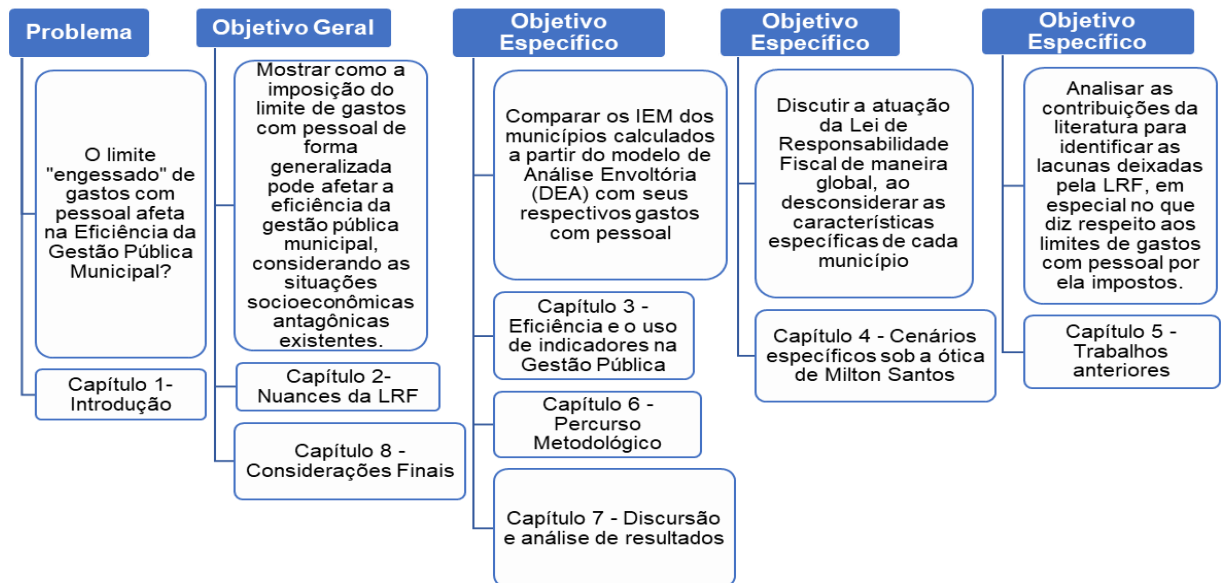 Problema
O limite
"engessado" de
gastos com
pessoal afeta
na Eficiência da
Gestão Pública
Municipal?
Capítulo 1-
Introdução
Objetivo Geral
Mostrar como a
imposição do
limite de gastos
com pessoal de
forma
generalizada
pode afetar a
eficiência da
gestão pública
municipal,
considerando as
situações
socioeconômicas
antagônicas
existentes.
Capítulo 2-
Nuances da LRF
Capítulo 8 -
Considerações Finais
Objetivo
Específico
Comparar os IEM dos
municípios calculados
a partir do modelo de
Análise Envoltória
(DEA) com seus
respectivos gastos
com pessoal
Capítulo 3 -
Eficiência e o uso
de indicadores na
Gestão Pública
Capítulo 6 -
Percurso
Metodológico
Capítulo 7 - Discursão
e análise de resultados
Objetivo
Específico
Discutir a atuação
da Lei de
Responsabilidade
Fiscal de maneira
global, ao
desconsiderar as
características
específicas de cada
município
Capítulo 4 - Cenários
específicos sob a ótica
de Milton Santos
Objetivo
Específico
Analisar as
contribuições da
literatura para
identificar as
lacunas deixadas
pela LRF, em
especial no que
diz respeito aos
limites de gastos
com pessoal por
ela impostos.
Capítulo 5 -
Trabalhos
anteriores